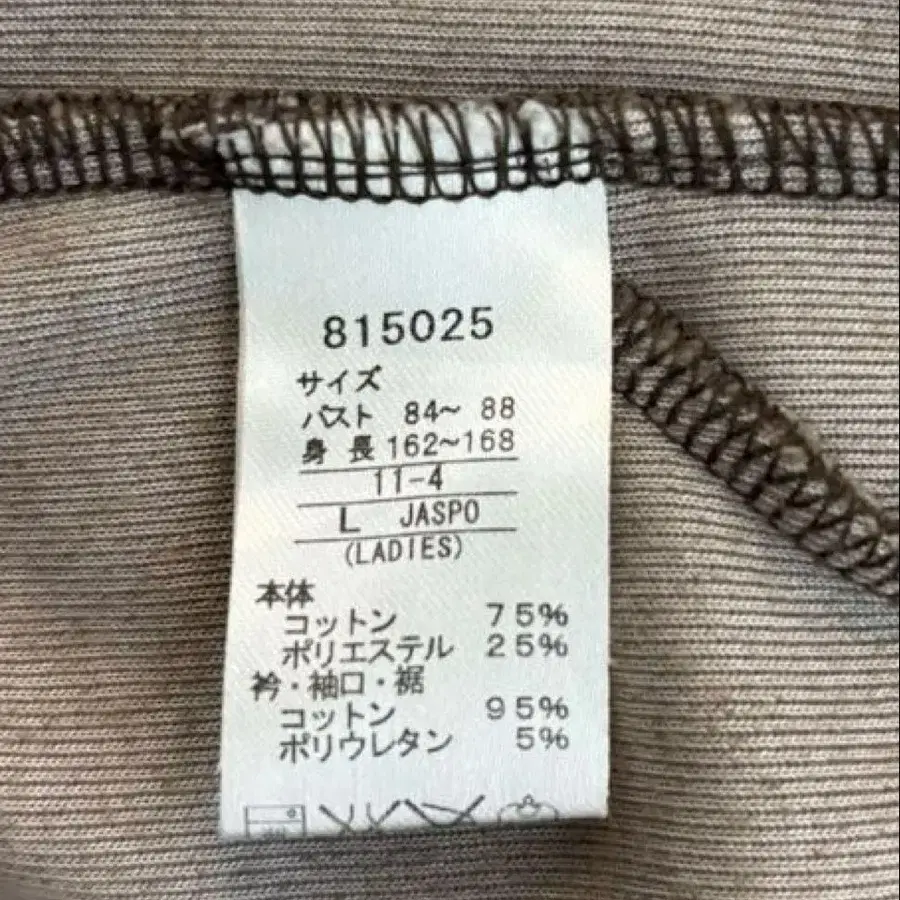 815025
サイズ
バスト 84～ 88
身 長 162～168
11-4
L JASPO
(LADIES)
本体
コットン 75%
ポリエステル 25%
衿・袖口・裾
コットン 95%
ポリウレタン 5%